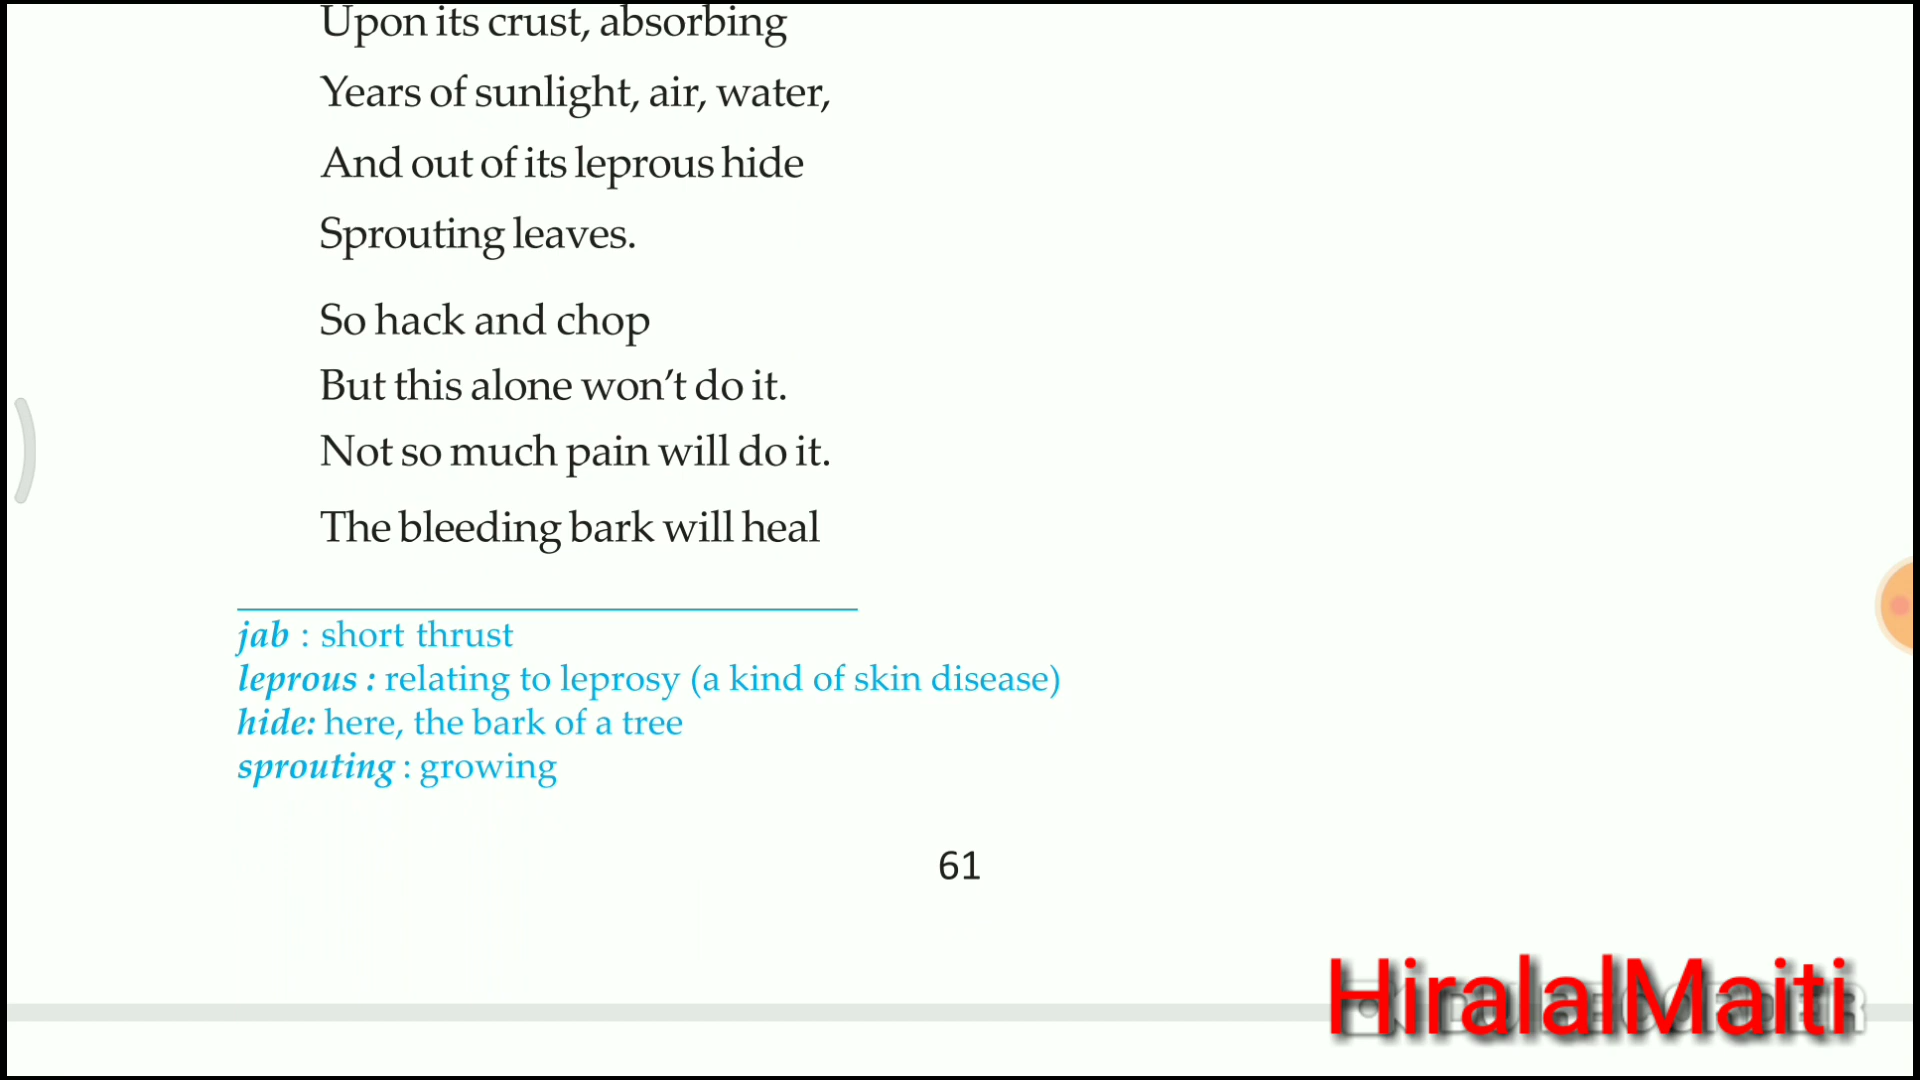 Upon its crust, absorbing
Years of sunlight, air, water,
And out of its leprous hide
Sprouting leaves.
So hack and chop
But this alone won't do it.
Not so much pain will do it.
The bleeding bark will heal
jab : short thrust
leprous : relating to leprosy (a kind of skin disease)
hide: here, the bark of a tree
sprouting : growing
61
HiralalMaiti